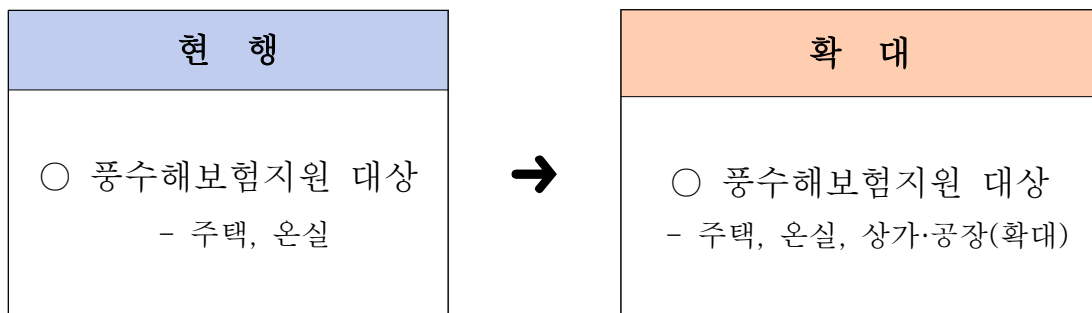 현 행
○ 풍수해보험지원 대상
- 주택, 온실
➜
확 대
○ 풍수해보험지원 대상
- 주택, 온실, 상가·공장(확대)